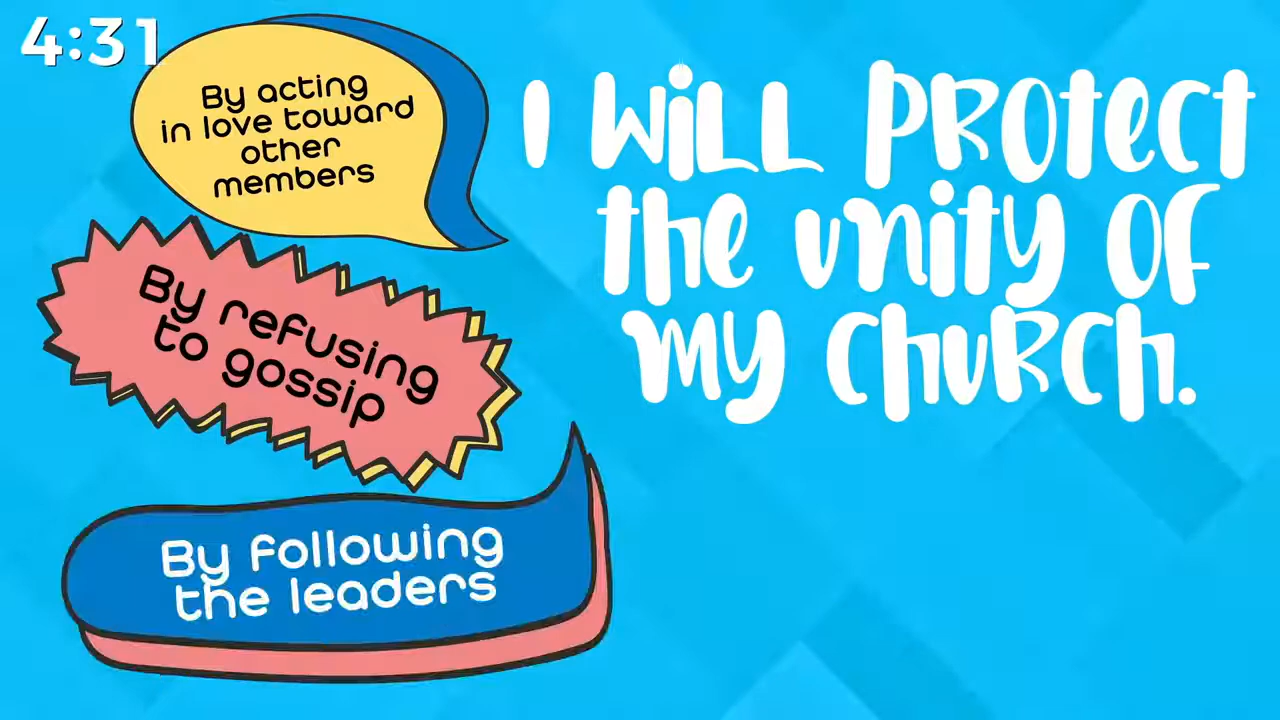 4:31
By acting
in love toward
other
members
By refusing
to gossip
By following
the leaders
I WILL PROTECT
the unity of
my church.